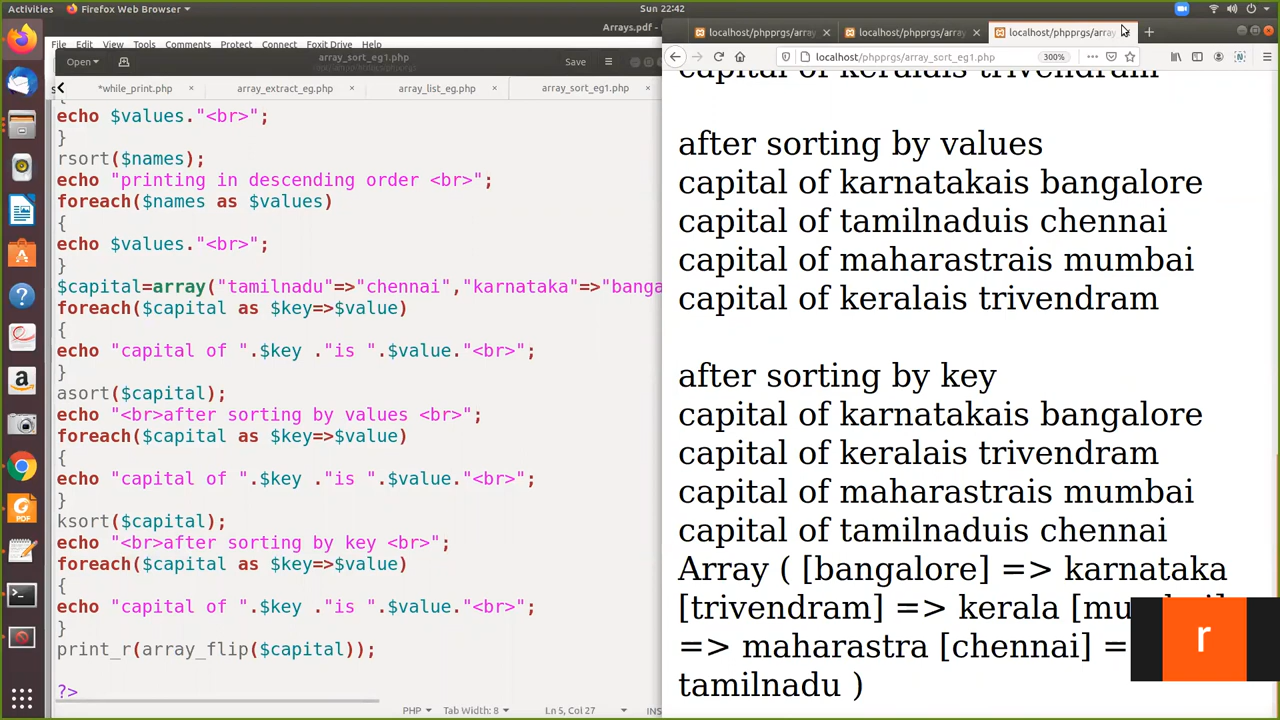 Activities
Firefox Web Browser
Sun 22:42
Arrays.pdf
File Home Tools Comments Connect Foxit Drive Help
Open
array_sort_eg1.php
Save
*while_print.php
array_extract_eg.php
array_list_eg.php
array_sort_eg1.php
{
echo $values."<br>";
}
rsort($names);
echo "printing in descending order <br>";
foreach($names as $values)
{
echo $values."<br>";
}
$capital=array("tamilnadu"=>"chennai","karnataka"=>"banga
foreach($capital as $key=>$value)
{
echo "capital of ".$key ."is ".$value."<br>";
}
asort($capital);
echo "<br>after sorting by values <br>";
foreach($capital as $key=>$value)
{
echo "capital of ".$key ."is ".$value."<br>";
}
ksort($capital);
echo "<br>after sorting by key <br>";
foreach($capital as $key=>$value)
{
echo "capital of ".$key ."is ".$value."<br>";
}
print_r(array_flip($capital));
?>
PHP
Tab Width: 8
Ln 5, Col 27
INS
localhost/phpprgs/array
localhost/phpprgs/array_
localhost/phpprgs/array_
localhost/phpprgs/array_sort_eg1.php
300%
capital of keralais trivendram
after sorting by values
capital of karnatakais bangalore
capital of tamilnaduis chennai
capital of maharastrais mumbai
capital of keralais trivendram
after sorting by key
capital of karnatakais bangalore
capital of keralais trivendram
capital of maharastrais mumbai
capital of tamilnaduis chennai
Array ( [bangalore] => karnataka
[trivendram] => kerala
=> maharastra [chennai] =
tamilnadu )
r